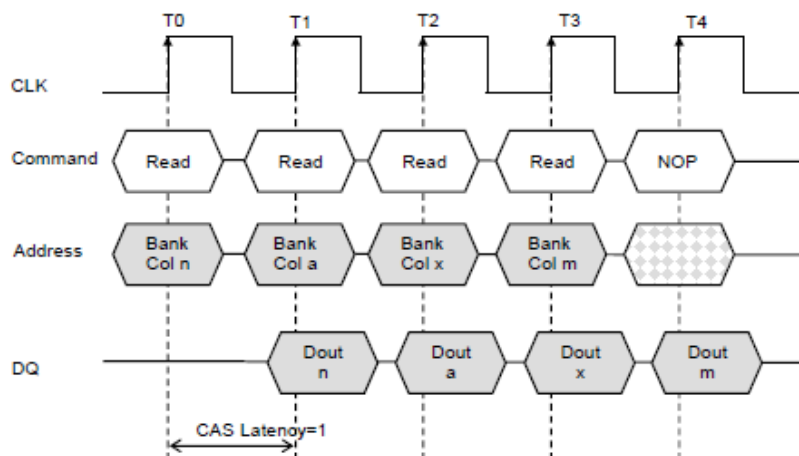 T0 T1 T2 T3 T4
CLK
Command Read Read Read Read NOP
Address Bank Col n Bank Col a Bank Col x Bank Col m
DQ Dout n Dout a Dout x Dout m
CAS Latency=1